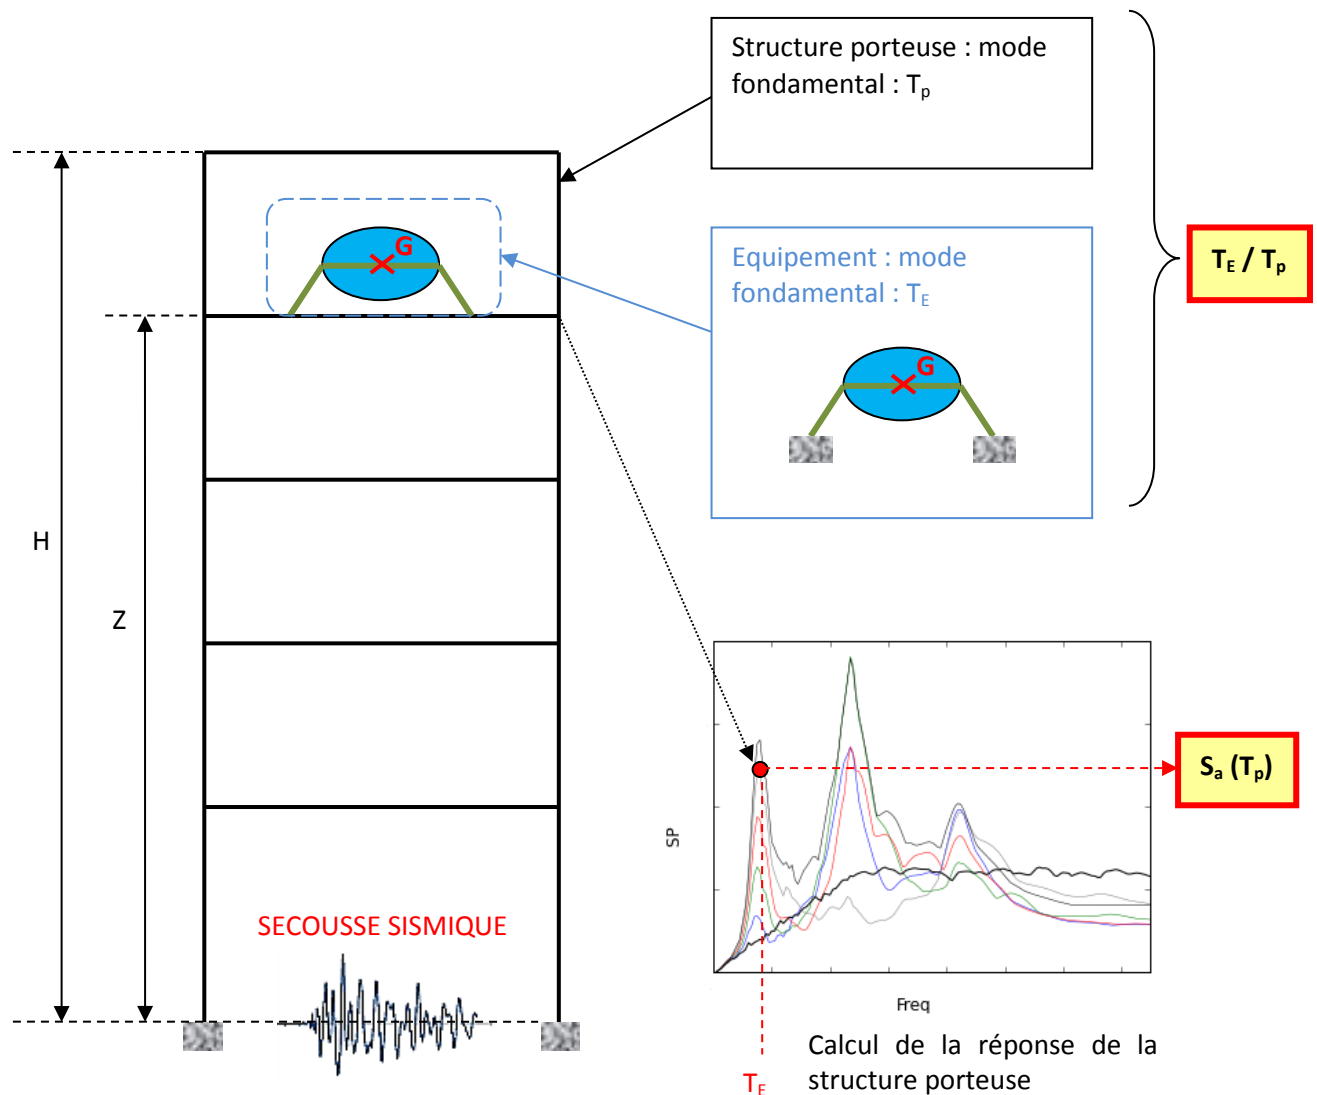 Structure porteuse : mode
fondamental : Tp
G
Equipement : mode
fondamental : TE
G
TE / Tp
H
Z
SECOUSSE SISMIQUE
SP
Freq
Sa (Tp)
TE
Calcul de la réponse de la
structure porteuse